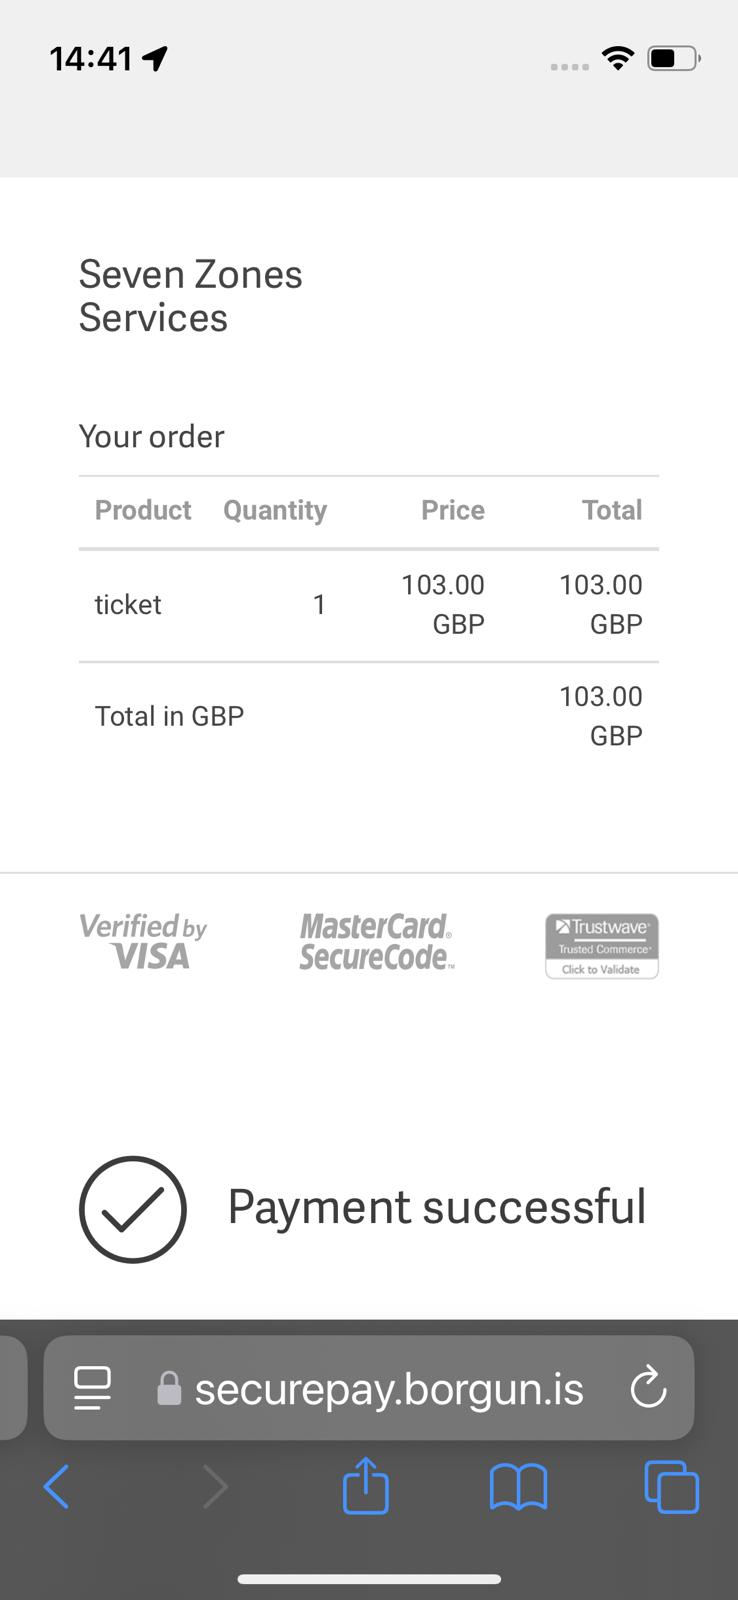 14:41
Seven Zones
Services
Your order
Product Quantity Price Total
ticket 1 103.00 GBP 103.00 GBP
Total in GBP 103.00 GBP
Verified by VISA
MasterCard® SecureCode™
Trustwave®
Trusted Commerce®
Click to Validate
Payment successful
securepay.borgun.is